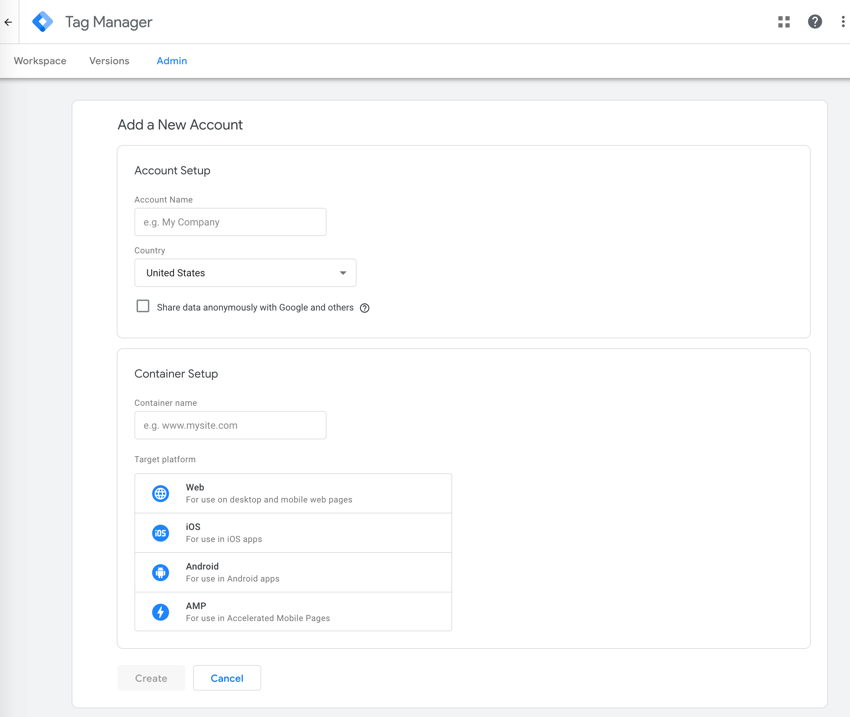 Tag Manager
Workspace Versions Admin
Add a New Account
Account Setup
Account Name
e.g. My Company
Country
United States
Share data anonymously with Google and others
Container Setup
Container name
e.g. www.mysite.com
Target platform
Web
For use on desktop and mobile web pages
iOS
iOS
For use in iOS apps
Android
For use in Android apps
AMP
For use in Accelerated Mobile Pages
Create Cancel